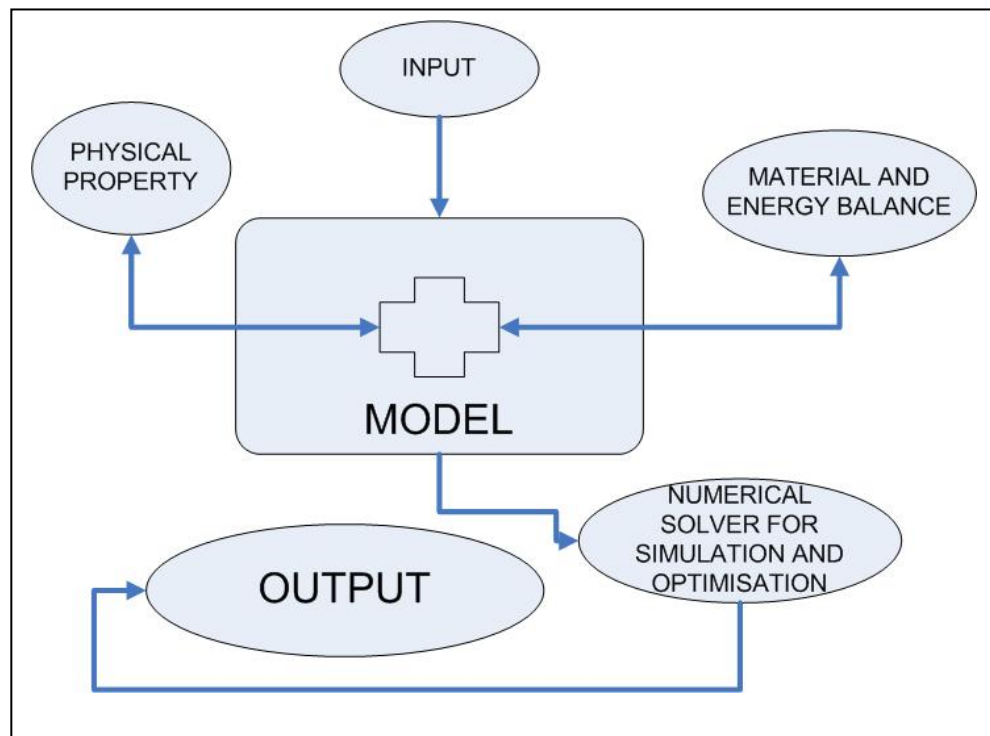 INPUT
PHYSICAL
PROPERTY
MATERIAL AND
ENERGY BALANCE
MODEL
NUMERICAL
SOLVER FOR
SIMULATION AND
OPTIMISATION
OUTPUT